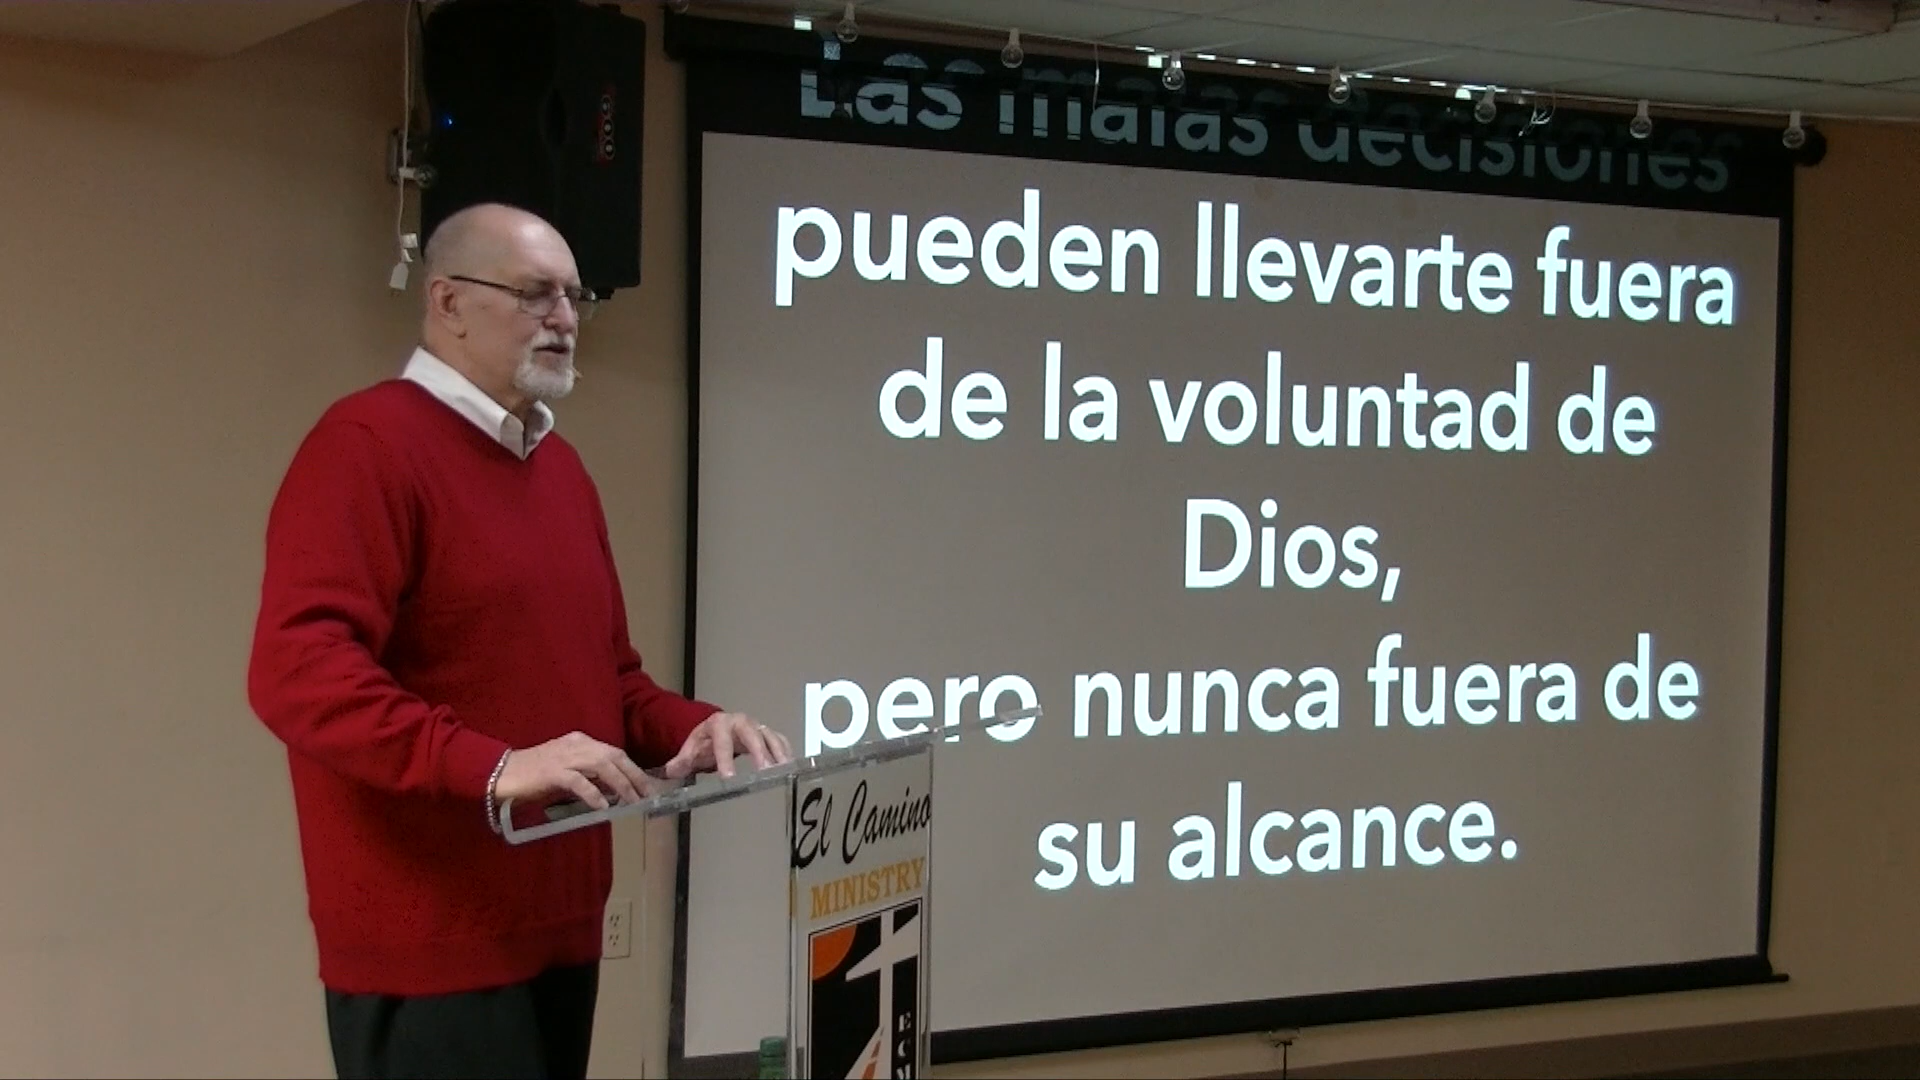 Las malas decisiones
pueden llevarte fuera
de la voluntad de
Dios,
pero nunca fuera de
su alcance.
El Camino
MINISTRY
ECM